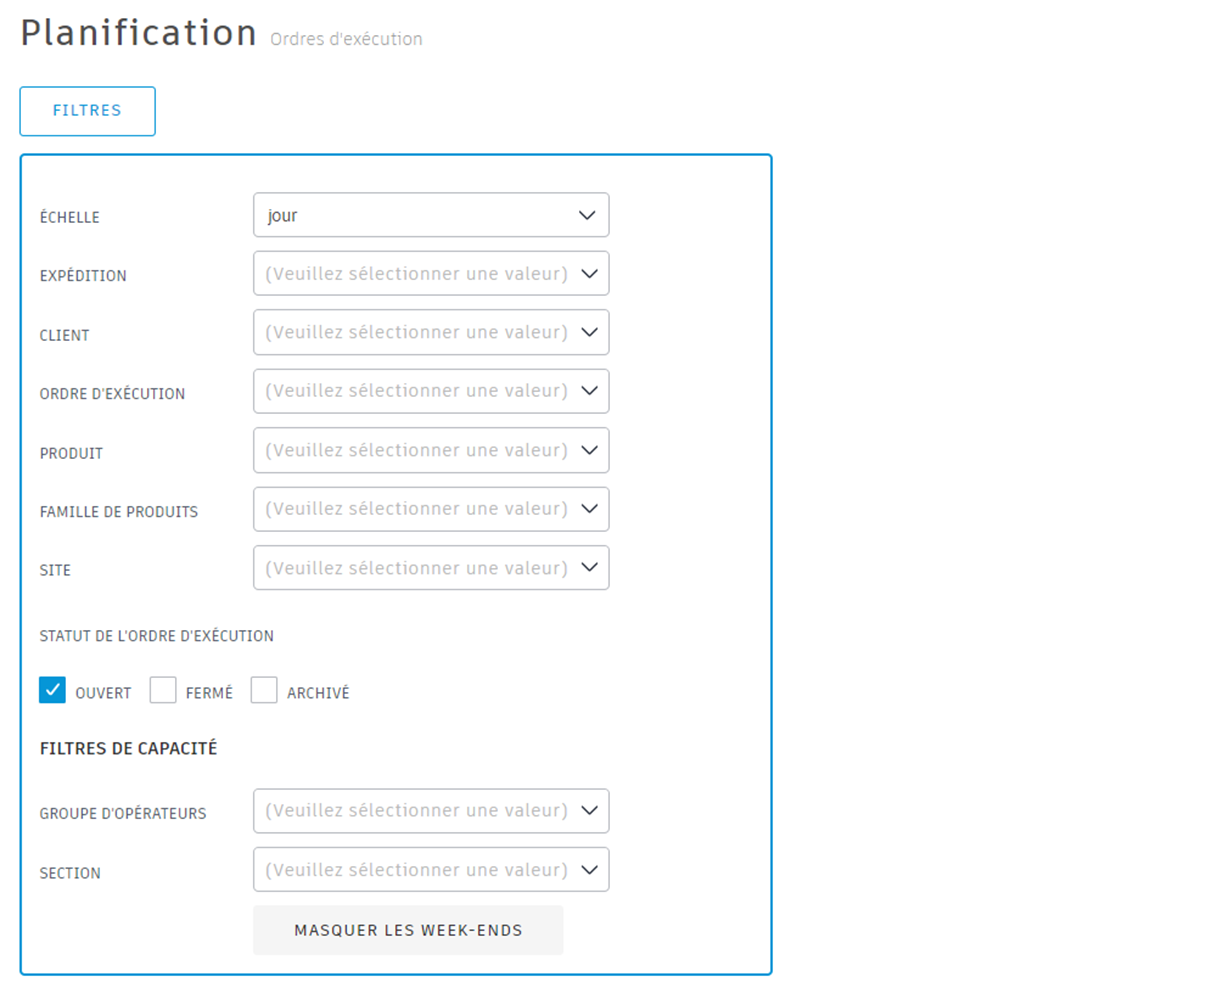 Planification Ordres d'exécution
FILTRES
ÉCHELLE jour
EXPÉDITION (Veuillez sélectionner une valeur)
CLIENT (Veuillez sélectionner une valeur)
ORDRE D'EXÉCUTION (Veuillez sélectionner une valeur)
PRODUIT (Veuillez sélectionner une valeur)
FAMILLE DE PRODUITS (Veuillez sélectionner une valeur)
SITE (Veuillez sélectionner une valeur)
STATUT DE L'ORDRE D'EXÉCUTION
OUVERT FERMÉ ARCHIVÉ
FILTRES DE CAPACITÉ
GROUPE D'OPÉRATEURS (Veuillez sélectionner une valeur)
SECTION (Veuillez sélectionner une valeur)
MASQUER LES WEEK-ENDS